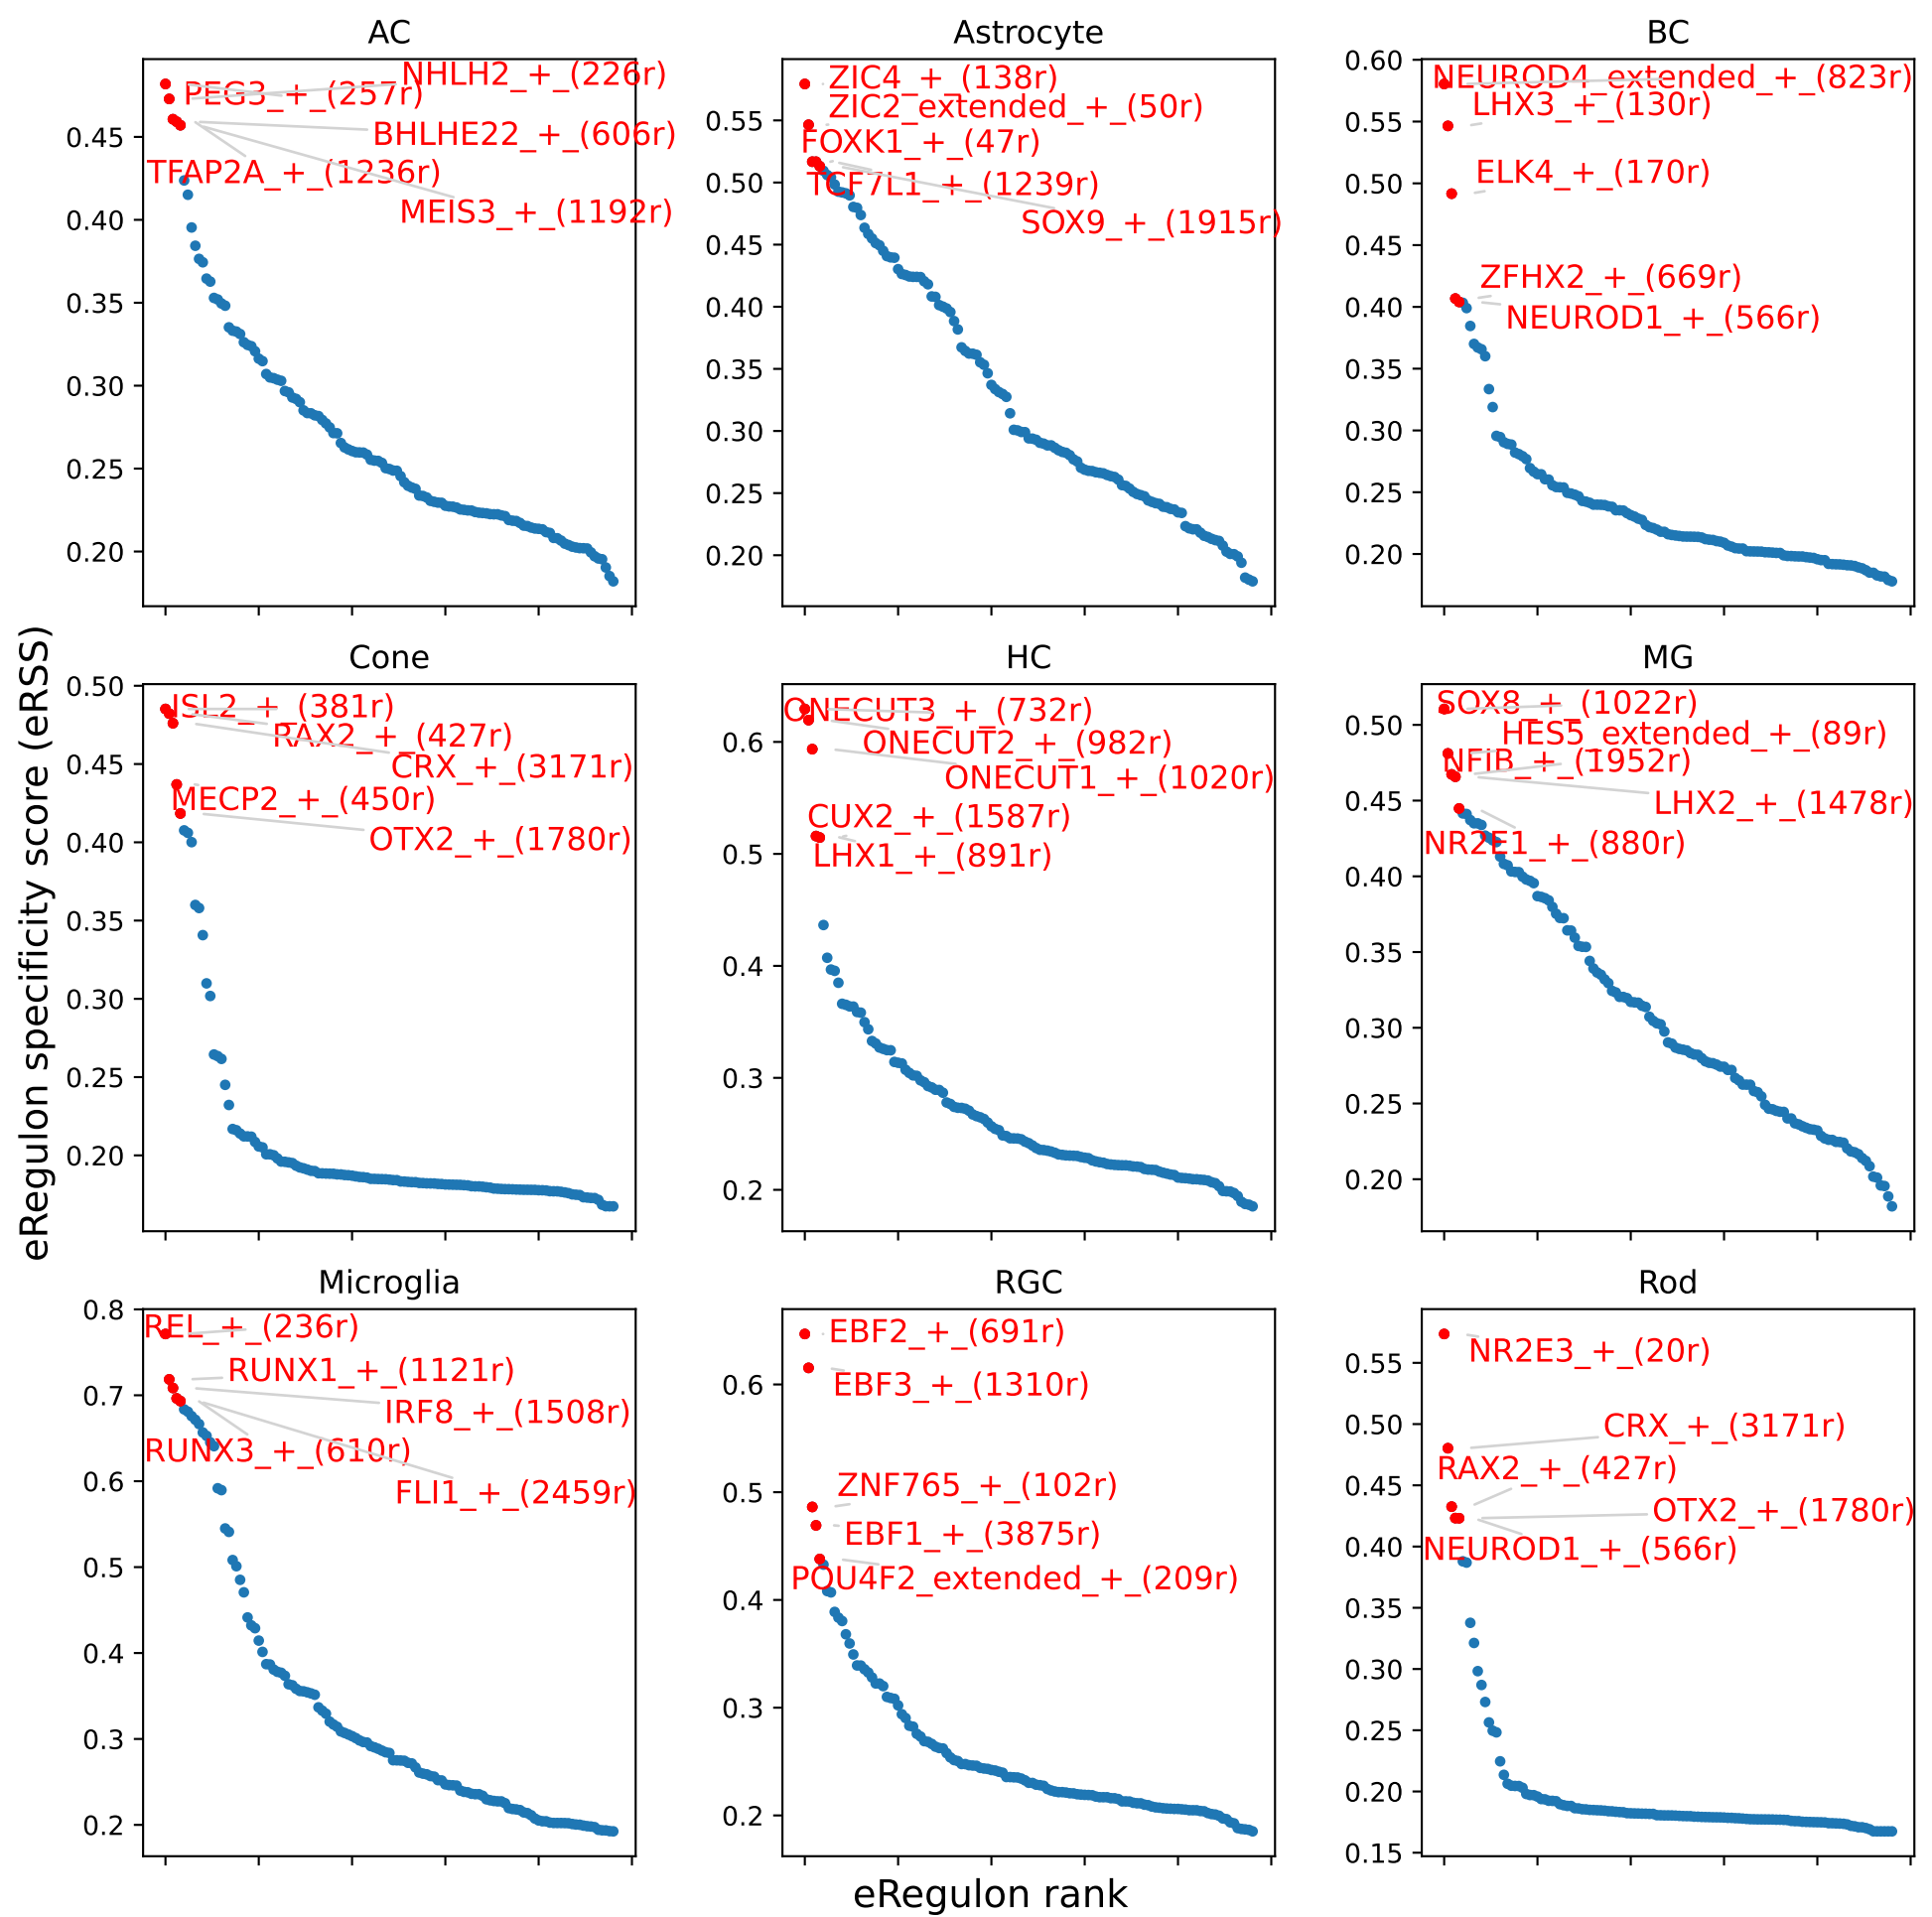 AC
Astrocyte
BC
0.45
0.40
0.35
0.30
0.25
0.20
PEG3_+_(257r)
NHLH2_+_(226r)
BHLHE22_+_(606r)
TFAP2A_+_(1236r)
MEIS3_+_(1192r)
0.55
0.50
0.45
0.40
0.35
0.30
0.25
0.20
ZIC4_+_(138r)
ZIC2_extended_+_(50r)
FOXK1_+_(47r)
TCF7L1_+_(1239r)
SOX9_+_(1915r)
0.60
0.55
0.50
0.45
0.40
0.35
0.30
0.25
0.20
NEUROD4_extended_+_(823r)
LHX3_+_(130r)
ELK4_+_(170r)
ZFHX2_+_(669r)
NEUROD1_+_(566r)
eRegulon specificity score (eRSS)
Cone
HC
MG
0.50
0.45
0.40
0.35
0.30
0.25
0.20
ISL2_+_(381r)
RAX2_+_(427r)
CRX_+_(3171r)
MECP2_+_(450r)
OTX2_+_(1780r)
0.6
0.5
0.4
0.3
0.2
ONECUT3_+_(732r)
ONECUT2_+_(982r)
ONECUT1_+_(1020r)
CUX2_+_(1587r)
LHX1_+_(891r)
0.50
0.45
0.40
0.35
0.30
0.25
0.20
SOX8_+_(1022r)
HES5_extended_+_(89r)
NFIB_+_(1952r)
LHX2_+_(1478r)
NR2E1_+_(880r)
Microglia
RGC
Rod
0.8
0.7
0.6
0.5
0.4
0.3
0.2
REL_+_(236r)
RUNX1_+_(1121r)
IRF8_+_(1508r)
RUNX3_+_(610r)
FLI1_+_(2459r)
0.6
0.5
0.4
0.3
0.2
EBF2_+_(691r)
EBF3_+_(1310r)
ZNF765_+_(102r)
EBF1_+_(3875r)
POU4F2_extended_+_(209r)
0.55
0.50
0.45
0.40
0.35
0.30
0.25
0.20
0.15
NR2E3_+_(20r)
CRX_+_(3171r)
RAX2_+_(427r)
OTX2_+_(1780r)
NEUROD1_+_(566r)
eRegulon rank